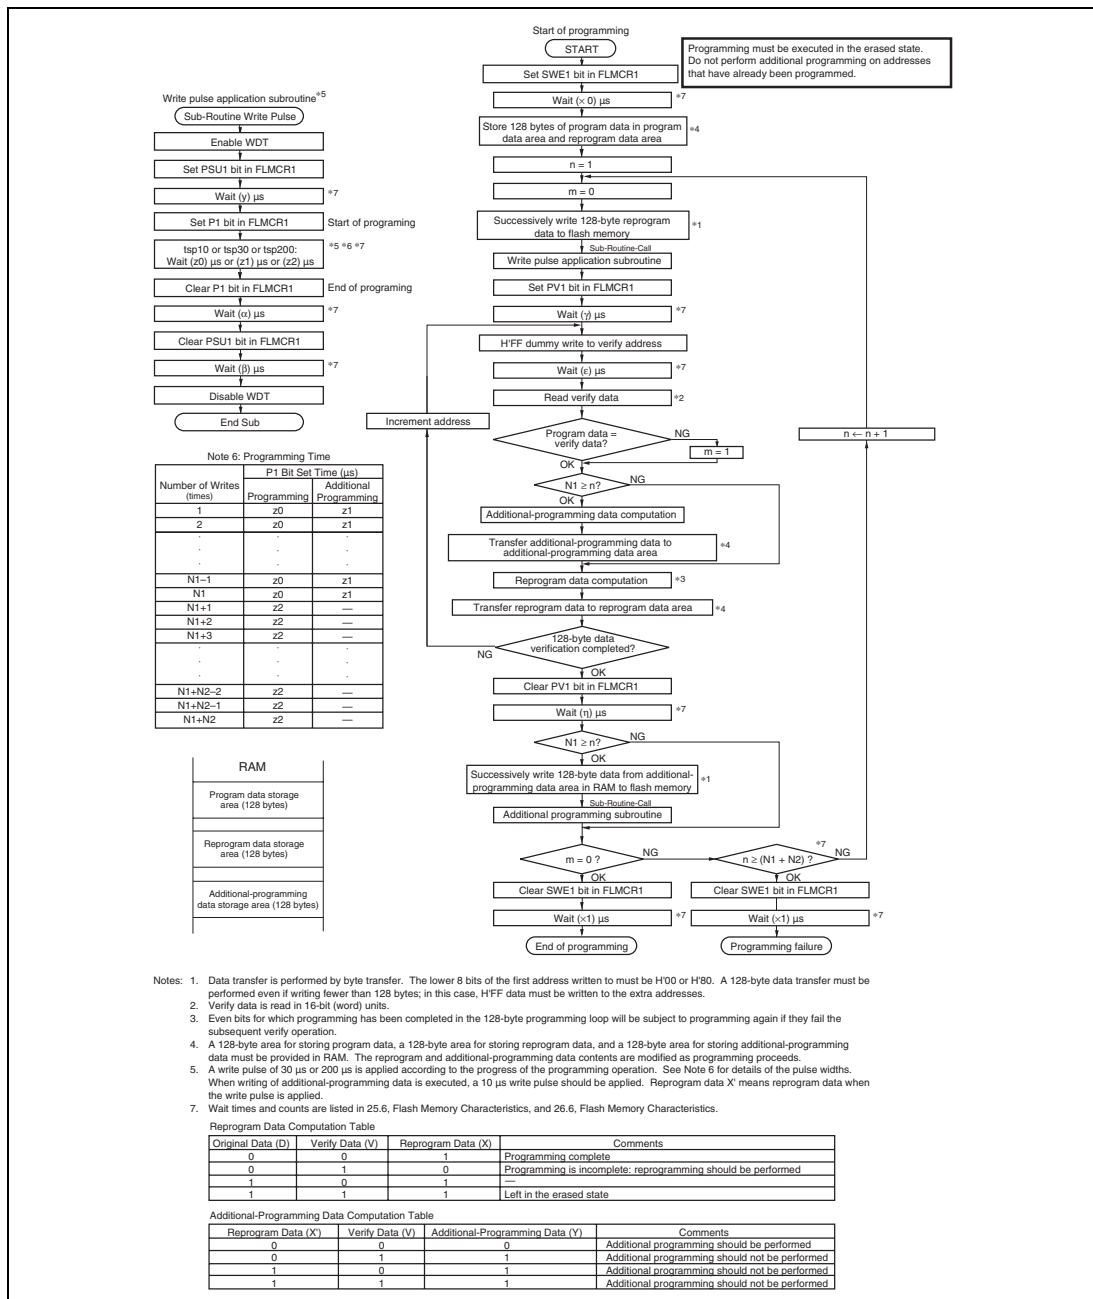 Start of programming
START
Programming must be executed in the erased state.
Do not perform additional programming on addresses
that have already been programmed.
Set SWE1 bit in FLMCR1
Wait (× 0) µs
*7
Store 128 bytes of program data in program
data area and reprogram data area
*4
n = 1
m = 0
Successively write 128-byte reprogram
data to flash memory
*1
Sub-Routine-Call
Write pulse application subroutine
Set PV1 bit in FLMCR1
Wait (γ) µs
*7
H'FF dummy write to verify address
Wait (ε) µs
*7
Read verify data
*2
Increment address
Program data =
verify data?
NG
m = 1
OK
n ← n + 1
N1 ≥ n?
NG
OK
Additional-programming data computation
Transfer additional-programming data to
additional-programming data area
*4
Reprogram data computation
*3
Transfer reprogram data to reprogram data area
*4
128-byte data
verification completed?
NG
OK
Clear PV1 bit in FLMCR1
Wait (η) µs
*7
N1 ≥ n?
NG
OK
Successively write 128-byte data from additional-
programming data area in RAM to flash memory
*1
Sub-Routine-Call
Additional programming subroutine
m = 0 ?
NG
OK
n ≥ (N1 + N2) ?
*7
NG
OK
Clear SWE1 bit in FLMCR1
Clear SWE1 bit in FLMCR1
Wait (×1) µs
*7
Wait (×1) µs
*7
End of programming
Programming failure
Write pulse application subroutine*5
Sub-Routine Write Pulse
Enable WDT
Set PSU1 bit in FLMCR1
Wait (y) µs
*7
Set P1 bit in FLMCR1
Start of programing
tsp10 or tsp30 or tsp200:
Wait (z0) µs or (z1) µs or (z2) µs
*5 *6 *7
Clear P1 bit in FLMCR1
End of programing
Wait (α) µs
*7
Clear PSU1 bit in FLMCR1
Wait (β) µs
*7
Disable WDT
End Sub
Note 6: Programming Time
P1 Bit Set Time (µs)
Number of Writes
(times)
Programming
Additional
Programming
1 z0 z1
2 z0 z1
. . .
. . .
. . .
N1–1 z0 z1
N1 z0 z1
N1+1 z2 —
N1+2 z2 —
N1+3 z2 —
. . .
. . .
. . .
N1+N2–2 z2 —
N1+N2–1 z2 —
N1+N2 z2 —
RAM
Program data storage
area (128 bytes)
Reprogram data storage
area (128 bytes)
Additional-programming
data storage area (128 bytes)
Notes: 1. Data transfer is performed by byte transfer. The lower 8 bits of the first address written to must be H'00 or H'80. A 128-byte data transfer must be
performed even if writing fewer than 128 bytes; in this case, H'FF data must be written to the extra addresses.
2. Verify data is read in 16-bit (word) units.
3. Even bits for which programming has been completed in the 128-byte programming loop will be subject to programming again if they fail the
subsequent verify operation.
4. A 128-byte area for storing program data, a 128-byte area for storing reprogram data, and a 128-byte area for storing additional-programming
data must be provided in RAM. The reprogram and additional-programming data contents are modified as programming proceeds.
5. A write pulse of 30 µs or 200 µs is applied according to the progress of the programming operation. See Note 6 for details of the pulse widths.
When writing of additional-programming data is executed, a 10 µs write pulse should be applied. Reprogram data X' means reprogram data when
the write pulse is applied.
7. Wait times and counts are listed in 25.6, Flash Memory Characteristics, and 26.6, Flash Memory Characteristics.
Reprogram Data Computation Table
Original Data (D) Verify Data (V) Reprogram Data (X) Comments
0 0 1 Programming complete
0 1 0 Programming is incomplete: reprogramming should be performed
1 0 1 —
1 1 1 Left in the erased state
Additional-Programming Data Computation Table
Reprogram Data (X') Verify Data (V) Additional-Programming Data (Y) Comments
0 0 0 Additional programming should be performed
0 1 1 Additional programming should not be performed
1 0 1 Additional programming should not be performed
1 1 1 Additional programming should not be performed